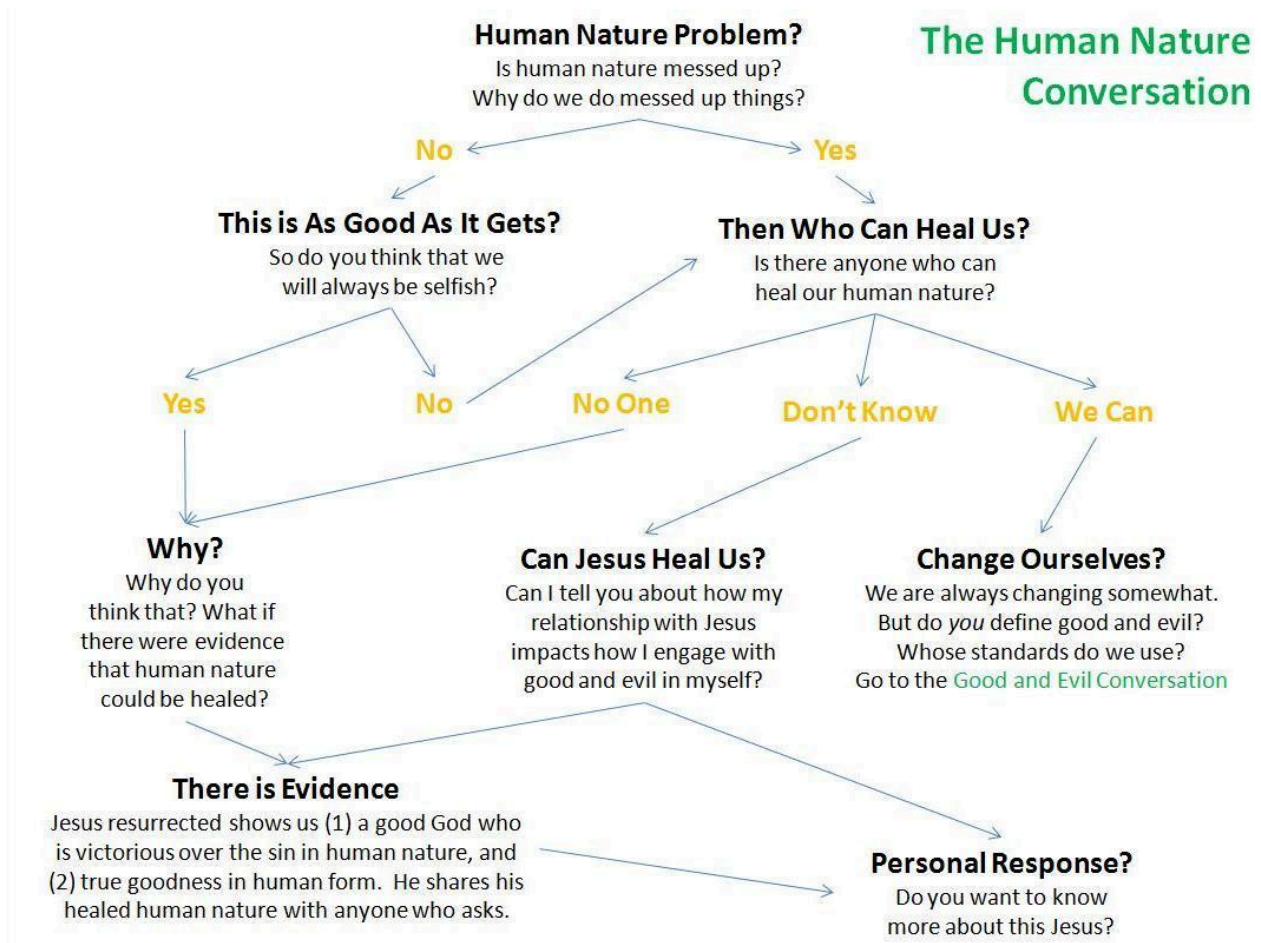 Human Nature Problem?
Is human nature messed up?
Why do we do messed up things?
The Human Nature
Conversation
No
Yes
This is As Good As It Gets?
So do you think that we
will always be selfish?
Then Who Can Heal Us?
Is there anyone who can
heal our human nature?
Yes
No
No One
Don't Know
We Can
Why?
Why do you
think that? What if
there were evidence
that human nature
could be healed?
Can Jesus Heal Us?
Can I tell you about how my
relationship with Jesus
impacts how I engage with
good and evil in myself?
Change Ourselves?
We are always changing somewhat.
But do you define good and evil?
Whose standards do we use?
Go to the Good and Evil Conversation
There is Evidence
Jesus resurrected shows us (1) a good God who
is victorious over the sin in human nature, and
(2) true goodness in human form. He shares his
healed human nature with anyone who asks.
Personal Response?
Do you want to know
more about this Jesus?